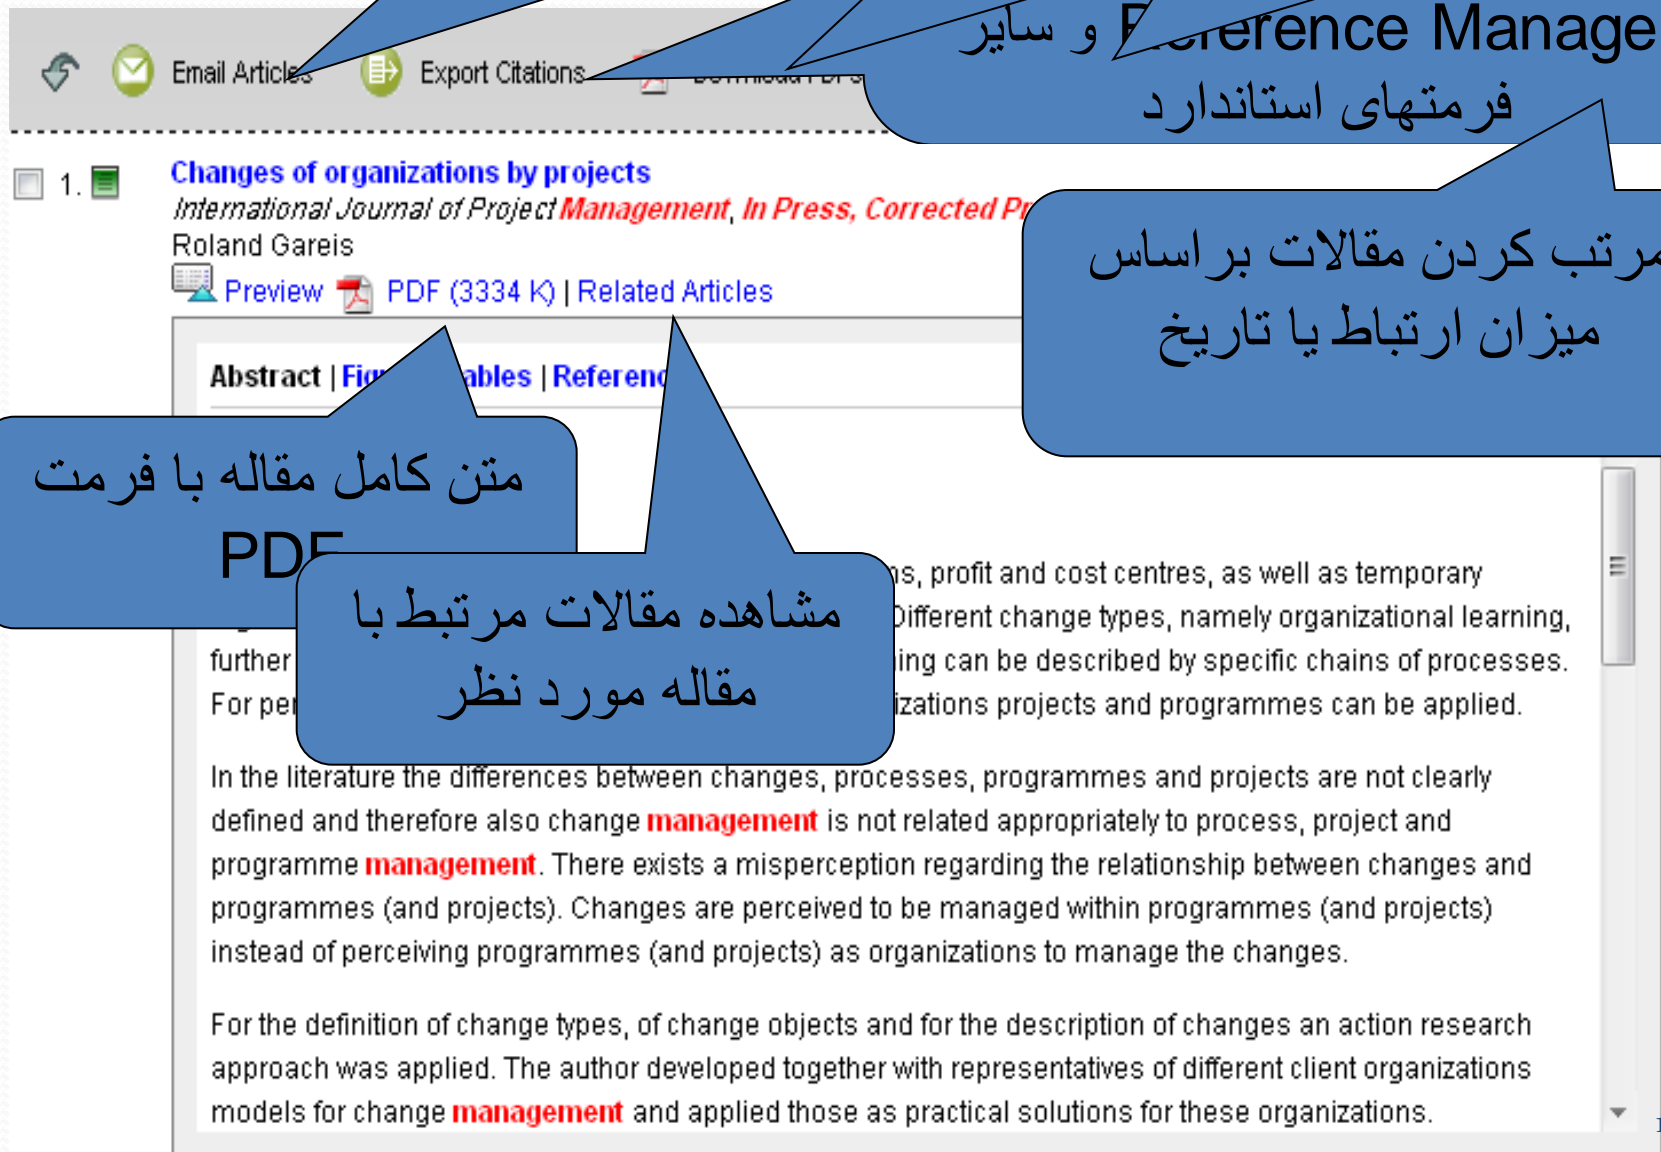 Reference Manage و سایر
فرمتهای استاندارد
Email Articles Export Citations Download PDFs
1. Changes of organizations by projects
International Journal of Project Management, In Press, Corrected
Roland Gareis
Preview PDF (3334 K) | Related Articles
مرتب کردن مقالات براساس
میزان ارتباط یا تاریخ
Abstract |
متن کامل مقاله با فرمت
PDF
مشاهده مقالات مرتبط با
مقاله مورد نظر
profit and cost centres, as well as temporary
Different change types, namely organizational learning,
further can be described by specific chains of processes.
For projects and programmes can be applied.
In the literature the differences between changes, processes, programmes and projects are not clearly
defined and therefore also change management is not related appropriately to process, project and
programme management. There exists a misperception regarding the relationship between changes and
programmes (and projects). Changes are perceived to be managed within programmes (and projects)
instead of perceiving programmes (and projects) as organizations to manage the changes.
For the definition of change types, of change objects and for the description of changes an action research
approach was applied. The author developed together with representatives of different client organizations
models for change management and applied those as practical solutions for these organizations.